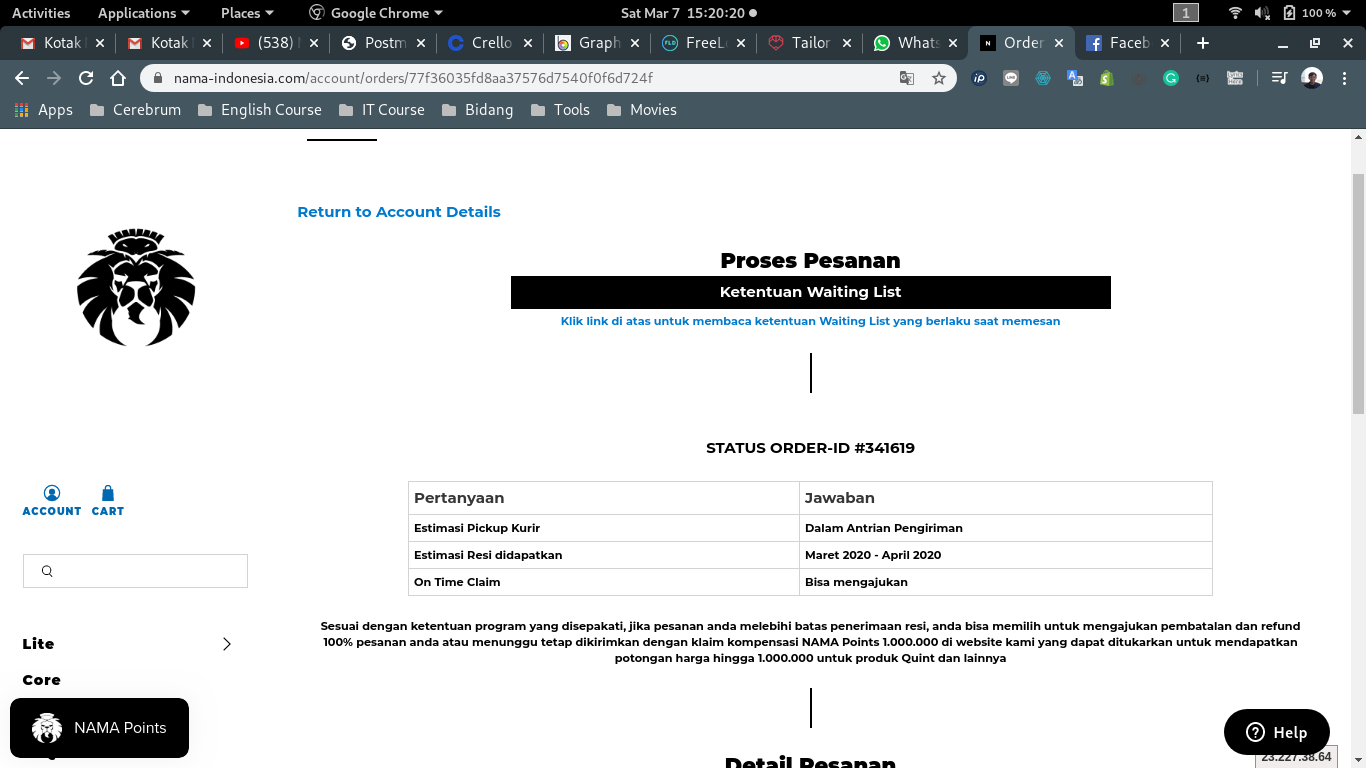 Activities Applications Places Google Chrome Sat Mar 7 15:20:20 1 100 %
Kotak Kotak (538) Postm Crello Graph FreeL Tailor Whats Order Faceb
nama-indonesia.com/account/orders/77f36035fd8aa37576d7540f0f6d724f
Apps Cerebrum English Course IT Course Bidang Tools Movies
Return to Account Details
Proses Pesanan
Ketentuan Waiting List
Klik link di atas untuk membaca ketentuan Waiting List yang berlaku saat memesan
STATUS ORDER-ID #341619
Pertanyaan Jawaban
Estimasi Pickup Kurir Dalam Antrian Pengiriman
Estimasi Resi didapatkan Maret 2020 - April 2020
On Time Claim Bisa mengajukan
Sesuai dengan ketentuan program yang disepakati, jika pesanan anda melebihi batas penerimaan resi, anda bisa memilih untuk mengajukan pembatalan dan refund
100% pesanan anda atau menunggu tetap dikirimkan dengan klaim kompensasi NAMA Points 1.000.000 di website kami yang dapat ditukarkan untuk mendapatkan
potongan harga hingga 1.000.000 untuk produk Quint dan lainnya
Detail Pesanan
ACCOUNT CART
Lite
Core
NAMA Points
Help
23.227.38.64